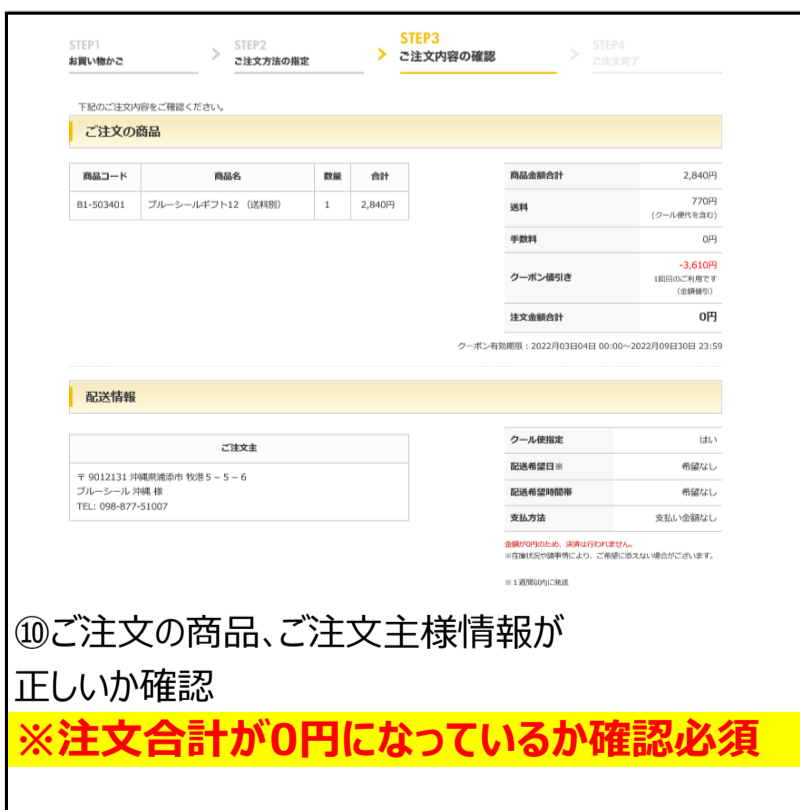 STEP1
お買い物かご
STEP2
ご注文方法の指定
STEP3
ご注文内容の確認
STEP4
ご注文完了
下記のご注文内容をご確認ください。
ご注文の商品
商品コード 商品名 数量 合計
B1-503401 ブルーシールギフト12 (送料別) 1 2,840円
商品金額合計 2,840円
送料 770円
(クール便代を含む)
手数料 0円
クーポン値引き -3,610円
1回目のご利用です
(金額値引)
注文金額合計 0円
クーポン有効期限：2022月03日04日 00:00～2022月09日30日 23:59
配送情報
ご注文主
〒 9012131 沖縄県浦添市 牧港５－５－６
ブルーシール 沖縄 様
TEL: 098-877-51007
クール便指定 はい
配送希望日※ 希望なし
配送希望時間帯 希望なし
支払方法 支払い金額なし
金額が0円のため、決済は行われません。
※在庫状況や諸事情により、ご希望に添えない場合がございます。
※１週間以内に発送
⑩ご注文の商品、ご注文主様情報が
正しいか確認
※注文合計が0円になっているか確認必須